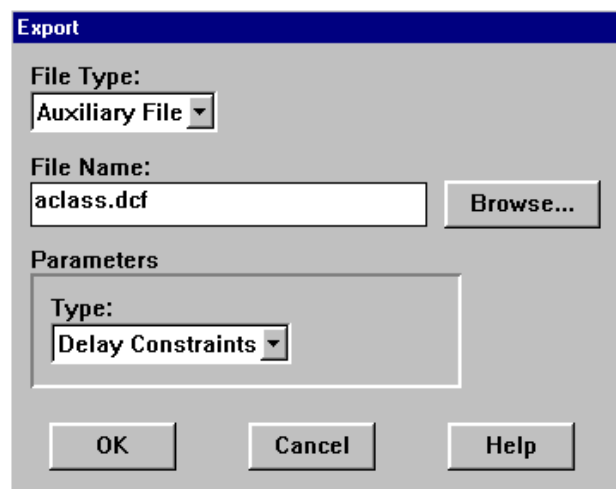 Export
File Type:
Auxiliary File
File Name:
aclass.dcf
Browse...
Parameters
Type:
Delay Constraints
OK
Cancel
Help